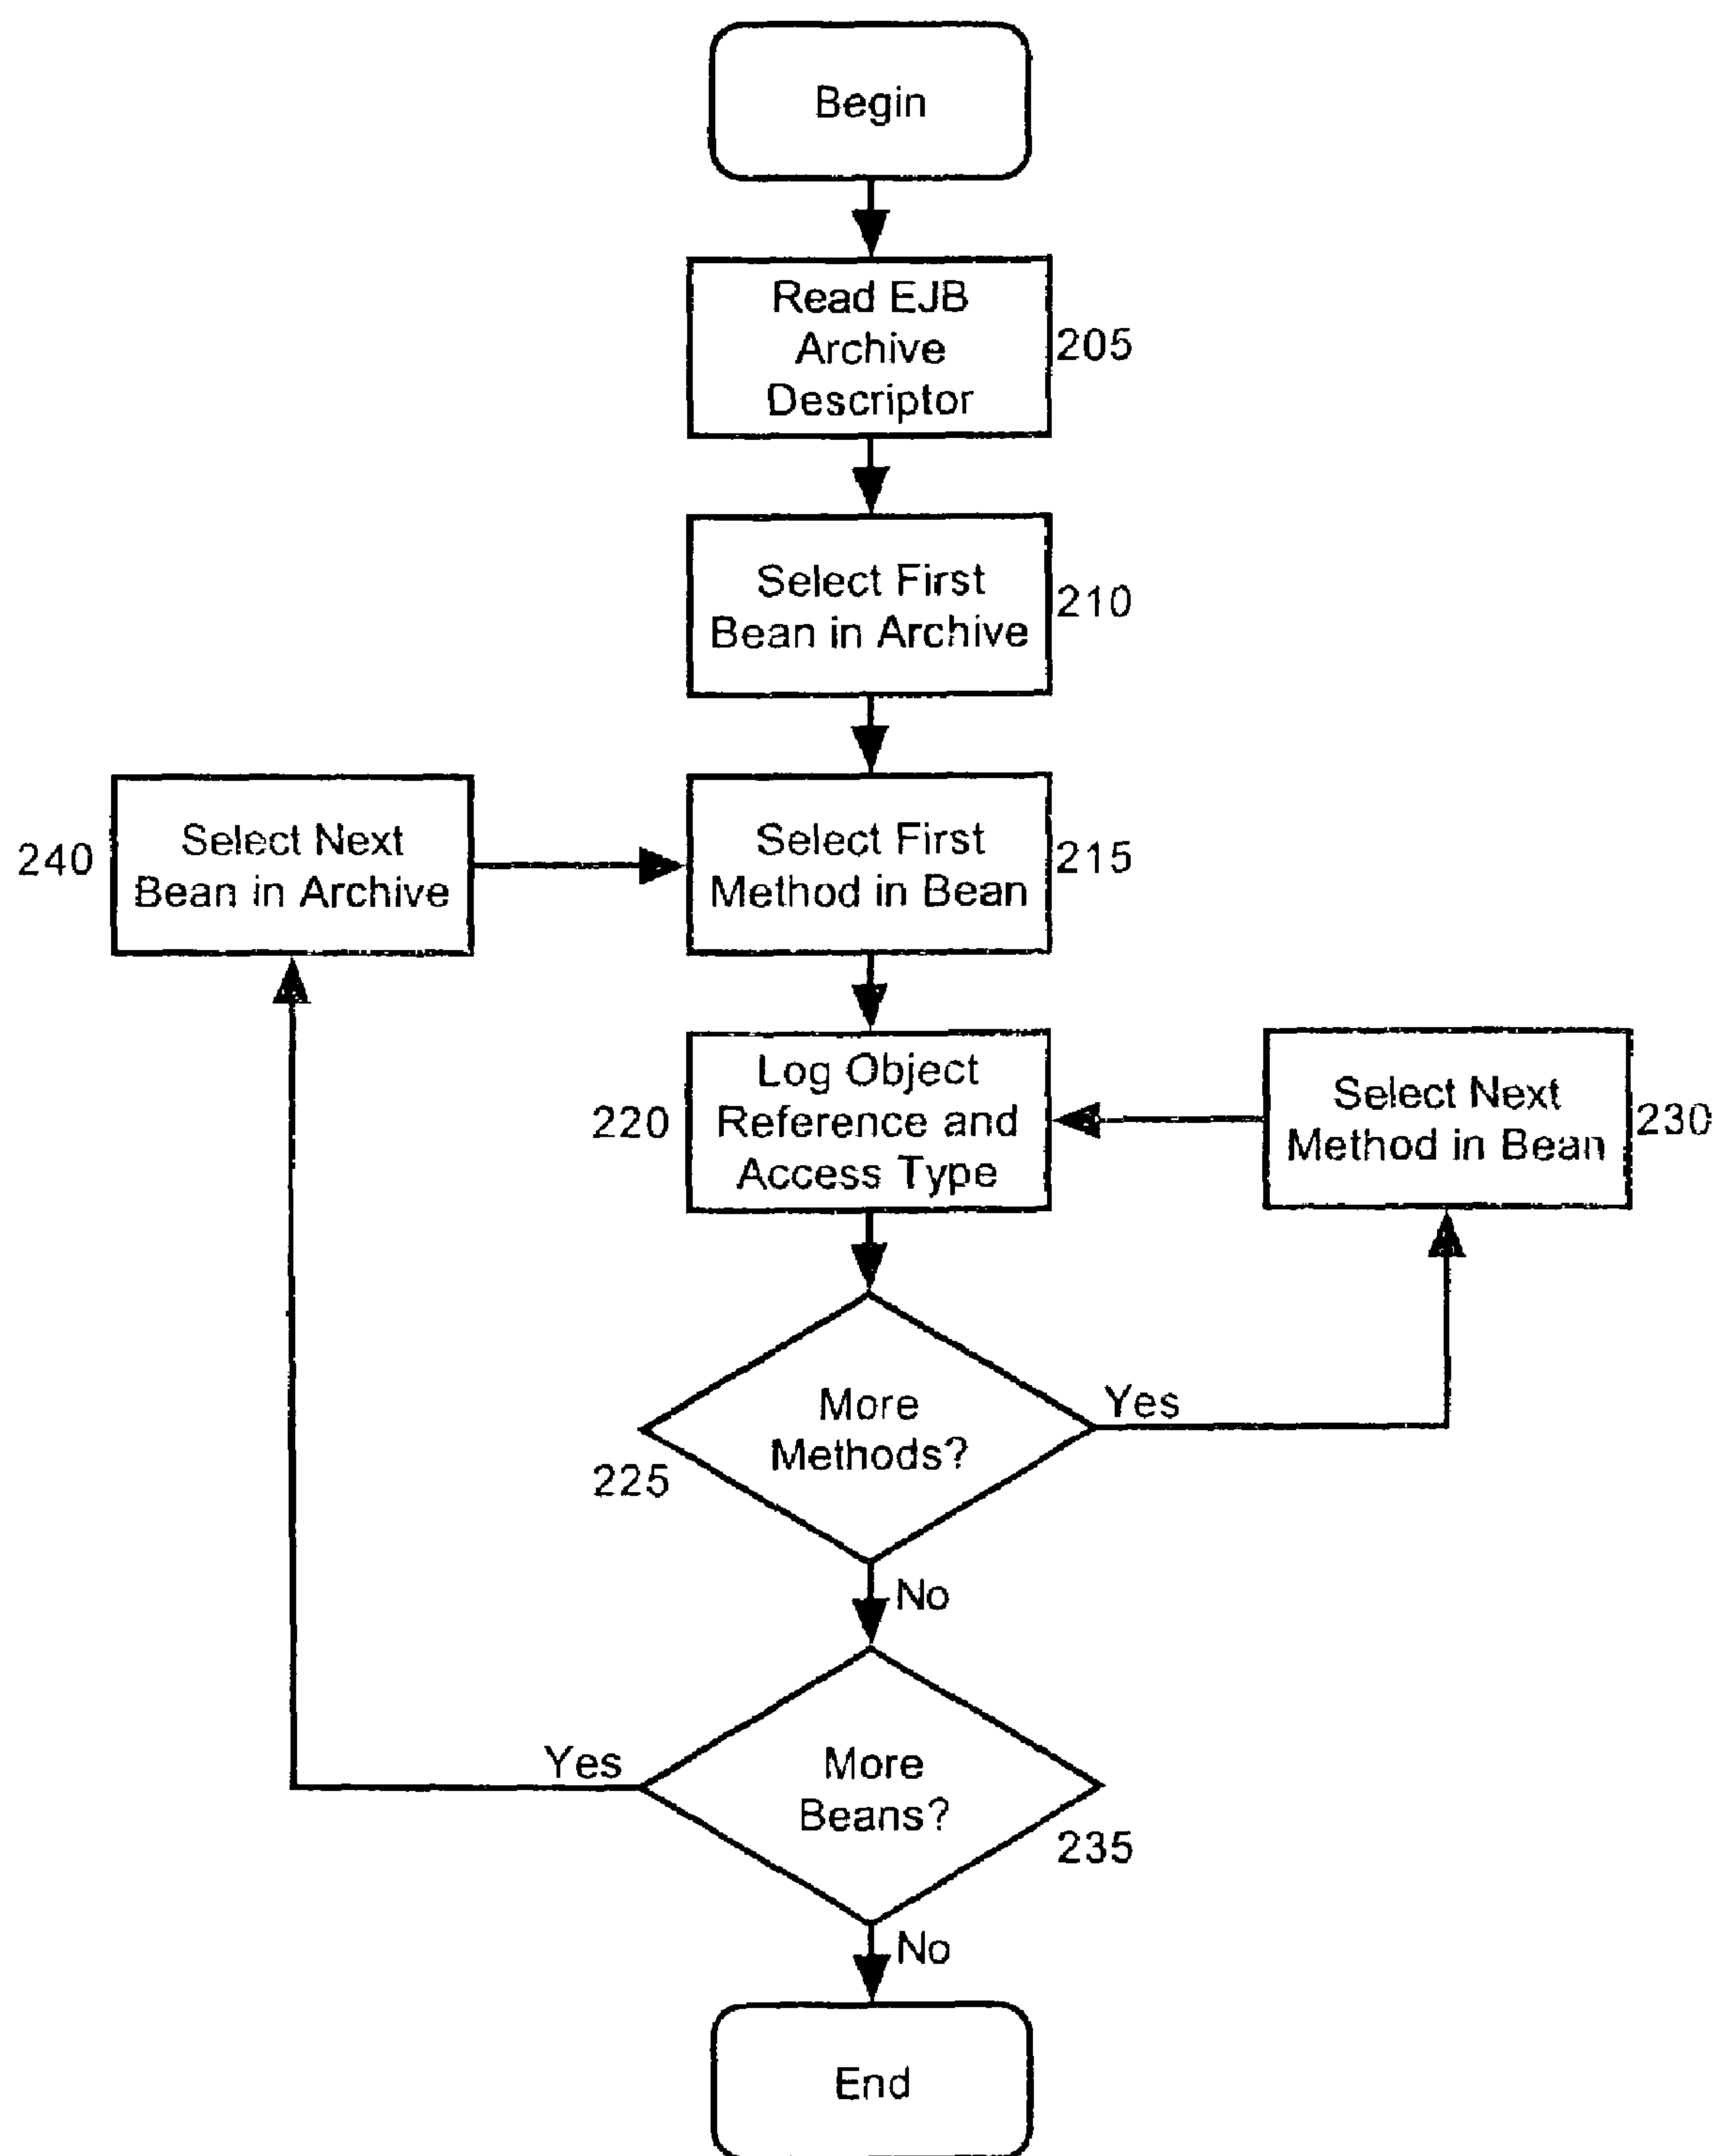 Begin
Read EJB
Archive
Descriptor
205
Select First
Bean in Archive
210
240
Select Next
Bean in Archive
Select First
Method in Bean
215
220
Log Object
Reference and
Access Type
Select Next
Method in Bean
230
More
Methods?
Yes
225
No
Yes
More
Beans?
235
No
End